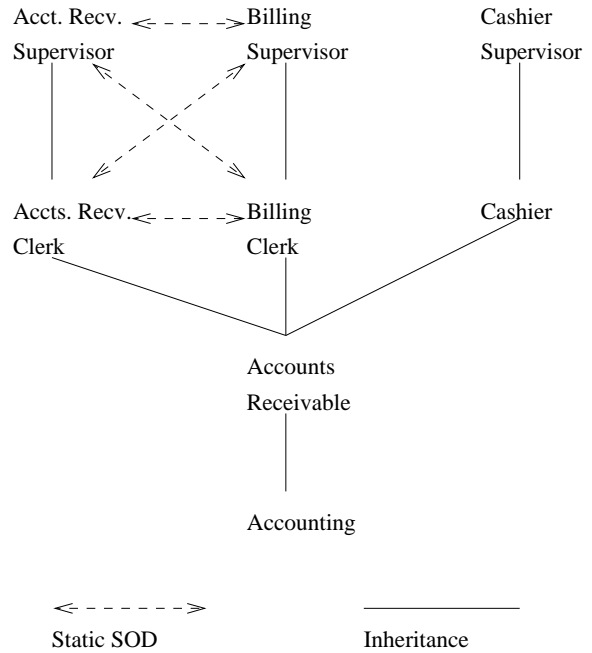 Acct. Recv.
Supervisor
Billing
Supervisor
Cashier
Supervisor
Accts. Recv.
Clerk
Billing
Clerk
Cashier
Accounts
Receivable
Accounting
Static SOD
Inheritance